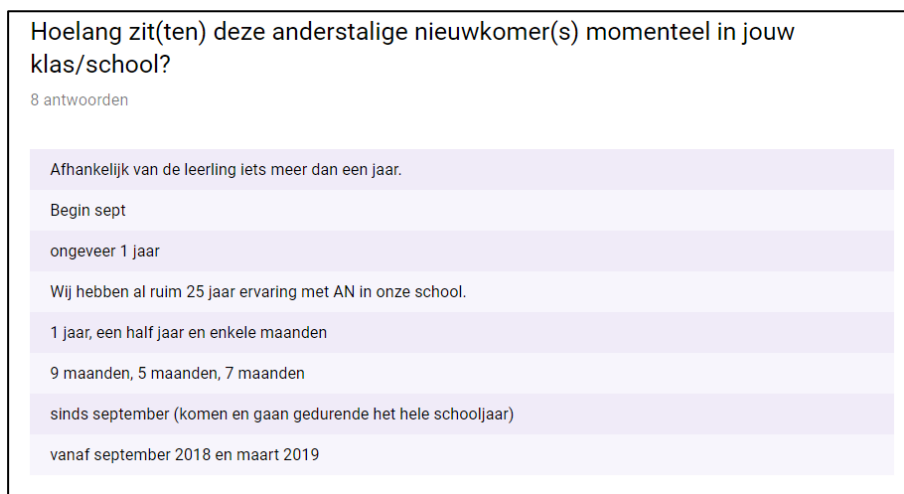 Hoelang zit(ten) deze anderstalige nieuwkomer(s) momenteel in jouw
klas/school?
8 antwoorden
Afhankelijk van de leerling iets meer dan een jaar.
Begin sept
ongeveer 1 jaar
Wij hebben al ruim 25 jaar ervaring met AN in onze school.
1 jaar, een half jaar en enkele maanden
9 maanden, 5 maanden, 7 maanden
sinds september (komen en gaan gedurende het hele schooljaar)
vanaf september 2018 en maart 2019